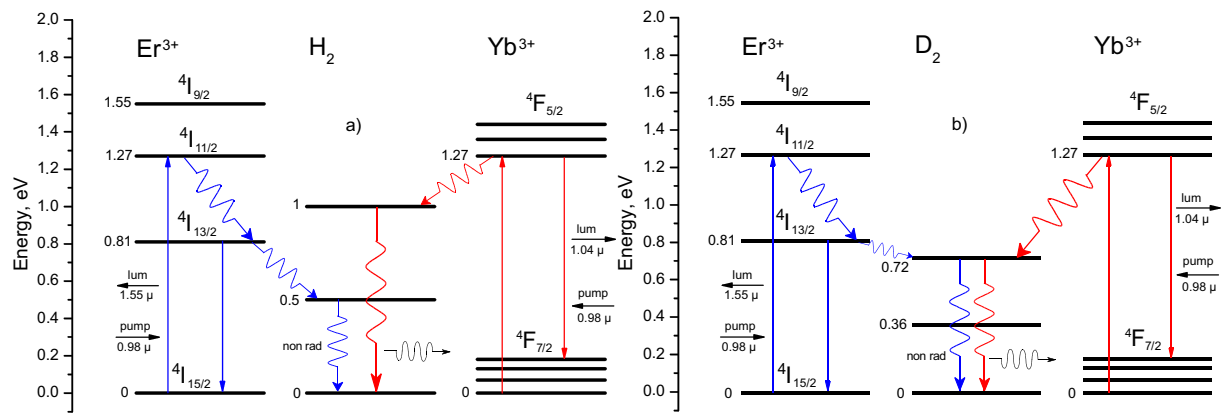 2.0
1.8
1.6
1.4
1.2
1.0
0.8
0.6
0.4
0.2
0.0
Energy, eV
Er3+
H2
Yb3+
a)
4I9/2
1.55
4I11/2
1.27
4I13/2
0.81
4I15/2
0
lum
1.55 μ
pump
0.98 μ
1
0.5
0
non rad
4F5/2
1.27
lum
1.04 μ
pump
0.98 μ
4F7/2
0
2.0
1.8
1.6
1.4
1.2
1.0
0.8
0.6
0.4
0.2
0.0
Energy, eV
Er3+
D2
Yb3+
b)
4I9/2
1.55
4I11/2
1.27
4I13/2
0.81
4I15/2
0
lum
1.55 μ
pump
0.98 μ
0.72
0.36
0
non rad
4F5/2
1.27
lum
1.04 μ
pump
0.98 μ
4F7/2
0